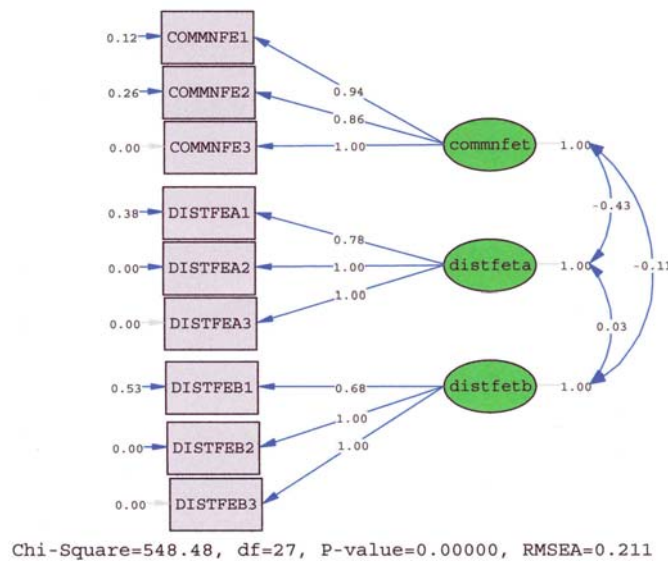 0.12 COMMNFE1
0.94
0.26 COMMNFE2
0.86
0.00 COMMNFE3
1.00
commnfet 1.00
0.38 DISTFEA1
-0.43
0.78
0.00 DISTFEA2
1.00
distfeta 1.00
-0.11
1.00
0.00 DISTFEA3
0.03
0.53 DISTFEB1
0.68
distfetb 1.00
1.00
0.00 DISTFEB2
1.00
0.00 DISTFEB3
Chi-Square=548.48, df=27, P-value=0.00000, RMSEA=0.211